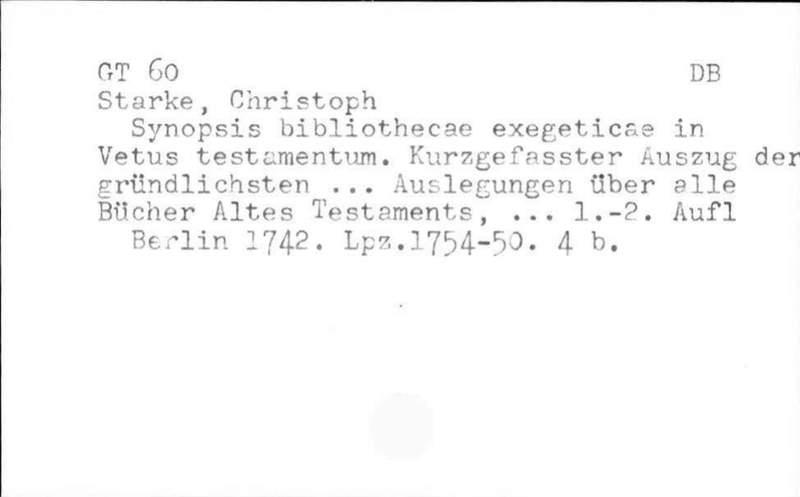 GT 60 DB
Starke, Christoph
Synopsis bibliothecae exegeticae in
Vetus testamentum. Kurzgefasster Auszug der
gründlichsten ... Auslegungen über alle
Bücher Altes Testaments, ... 1.-2. Aufl
Berlin 1742. Lpz.1754-50. 4 b.